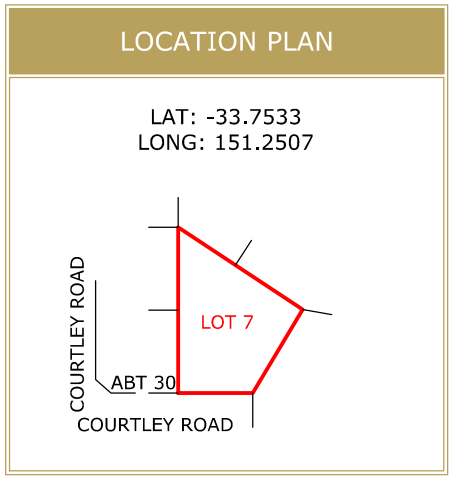 LOCATION PLAN
LAT: -33.7533
LONG: 151.2507
COURTLEY ROAD
LOT 7
ABT 30
COURTLEY ROAD